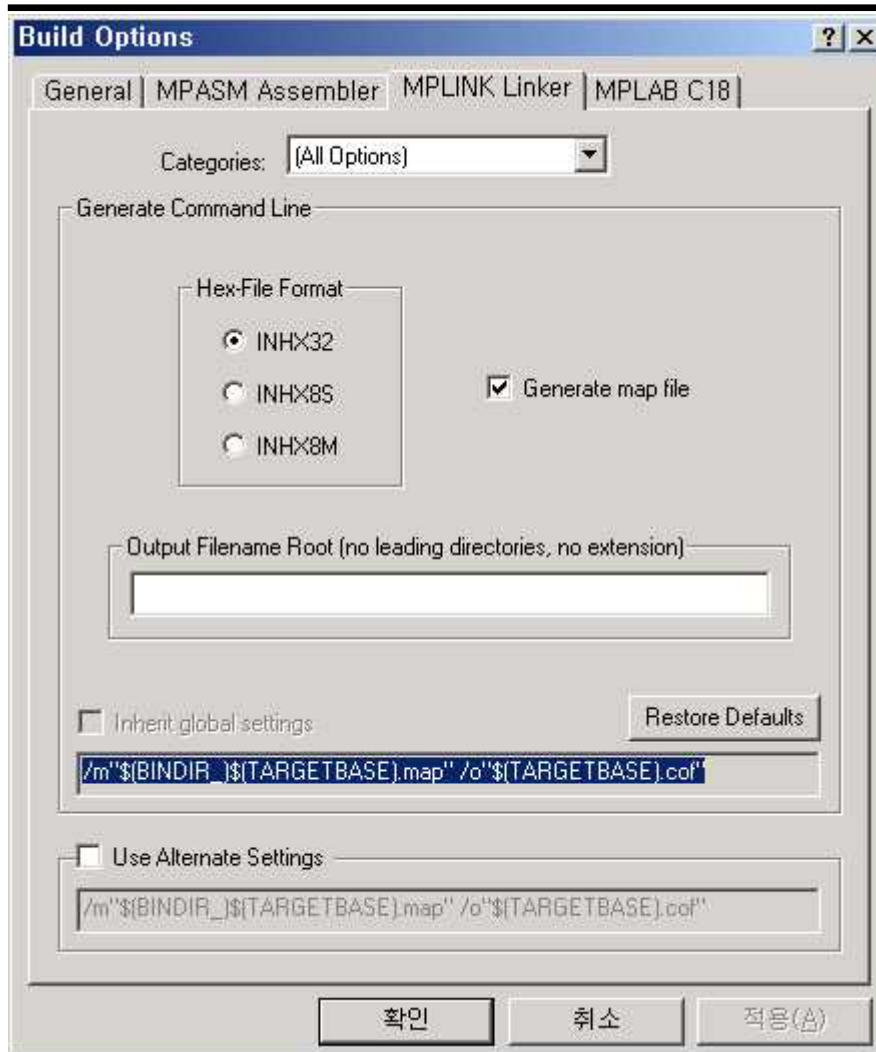 Build Options
General MPASM Assembler MPLINK Linker MPLAB C18
Categories: (All Options)
Generate Command Line
Hex-File Format
INHX32
INHX8S
INHX8M
Generate map file
Output Filename Root (no leading directories, no extension)
Inherit global settings
Restore Defaults
/m"$(BINDIR_)$(TARGETBASE).map" /o"$(TARGETBASE).cof"
Use Alternate Settings
/m"$(BINDIR_)$(TARGETBASE).map" /o"$(TARGETBASE).cof"
확인 취소 적용(A)